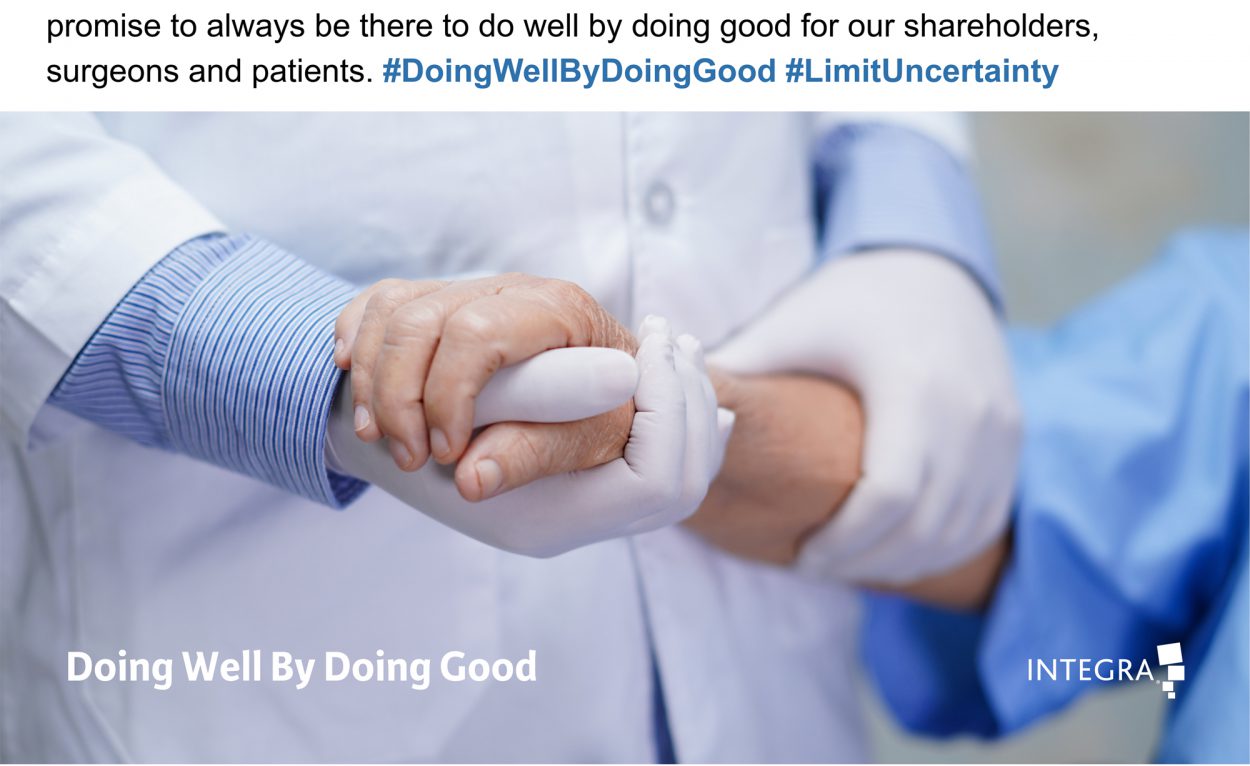 promise to always be there to do well by doing good for our shareholders,
surgeons and patients. #DoingWellByDoingGood #LimitUncertainty
Doing Well By Doing Good
INTEGRA